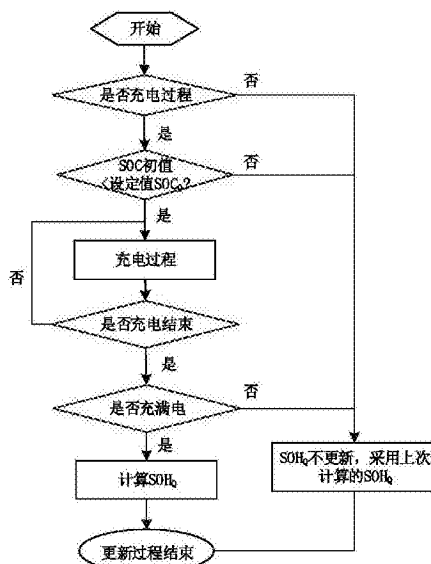 开始
是否充电过程
否
是
SOC初值
<设定值SOC₀?
否
是
充电过程
否
是否充电结束
是
是否充满电
否
是
计算SOH_Q
SOH_Q不更新，采用上次
计算的SOH_Q
更新过程结束